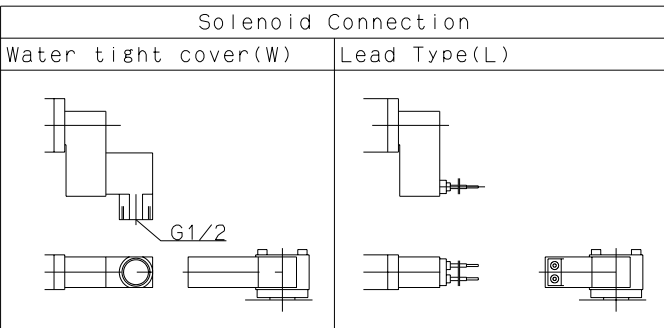 Solenoid Connection
Water tight cover(W)
Lead Type(L)
G1/2